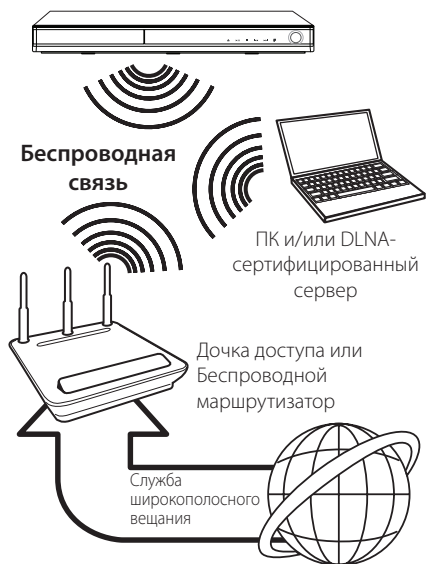 Беспроводная
связь
ПК и/или DLNA-
сертифицированный
сервер
Дочка доступа или
Беспроводной
маршрутизатор
Служба
широкополосного
вещания